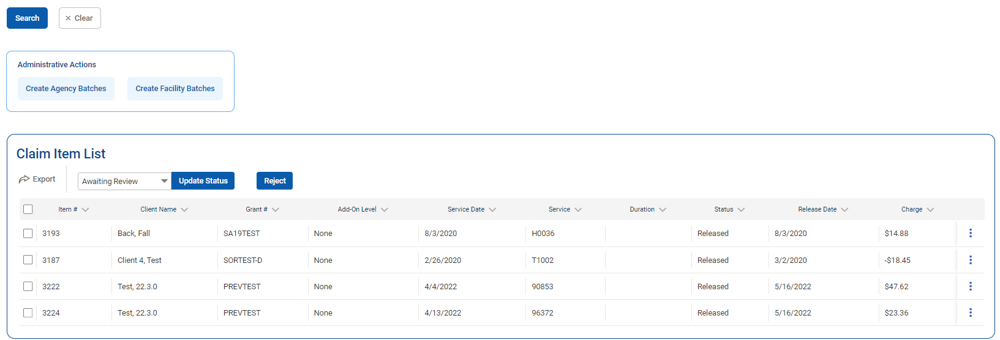 Search × Clear
Administrative Actions
Create Agency Batches Create Facility Batches
Claim Item List
Export Awaiting Review Update Status Reject
Item # Client Name Grant # Add-On Level Service Date Service Duration Status Release Date Charge
3193 Back, Fall SA19TEST None 8/3/2020 H0036 Released 8/3/2020 $14.88
3187 Client 4, Test SORTEST-D None 2/26/2020 T1002 Released 3/2/2020 -$18.45
3222 Test, 22.3.0 PREVTEST None 4/4/2022 90853 Released 5/16/2022 $47.62
3224 Test, 22.3.0 PREVTEST None 4/13/2022 96372 Released 5/16/2022 $23.36